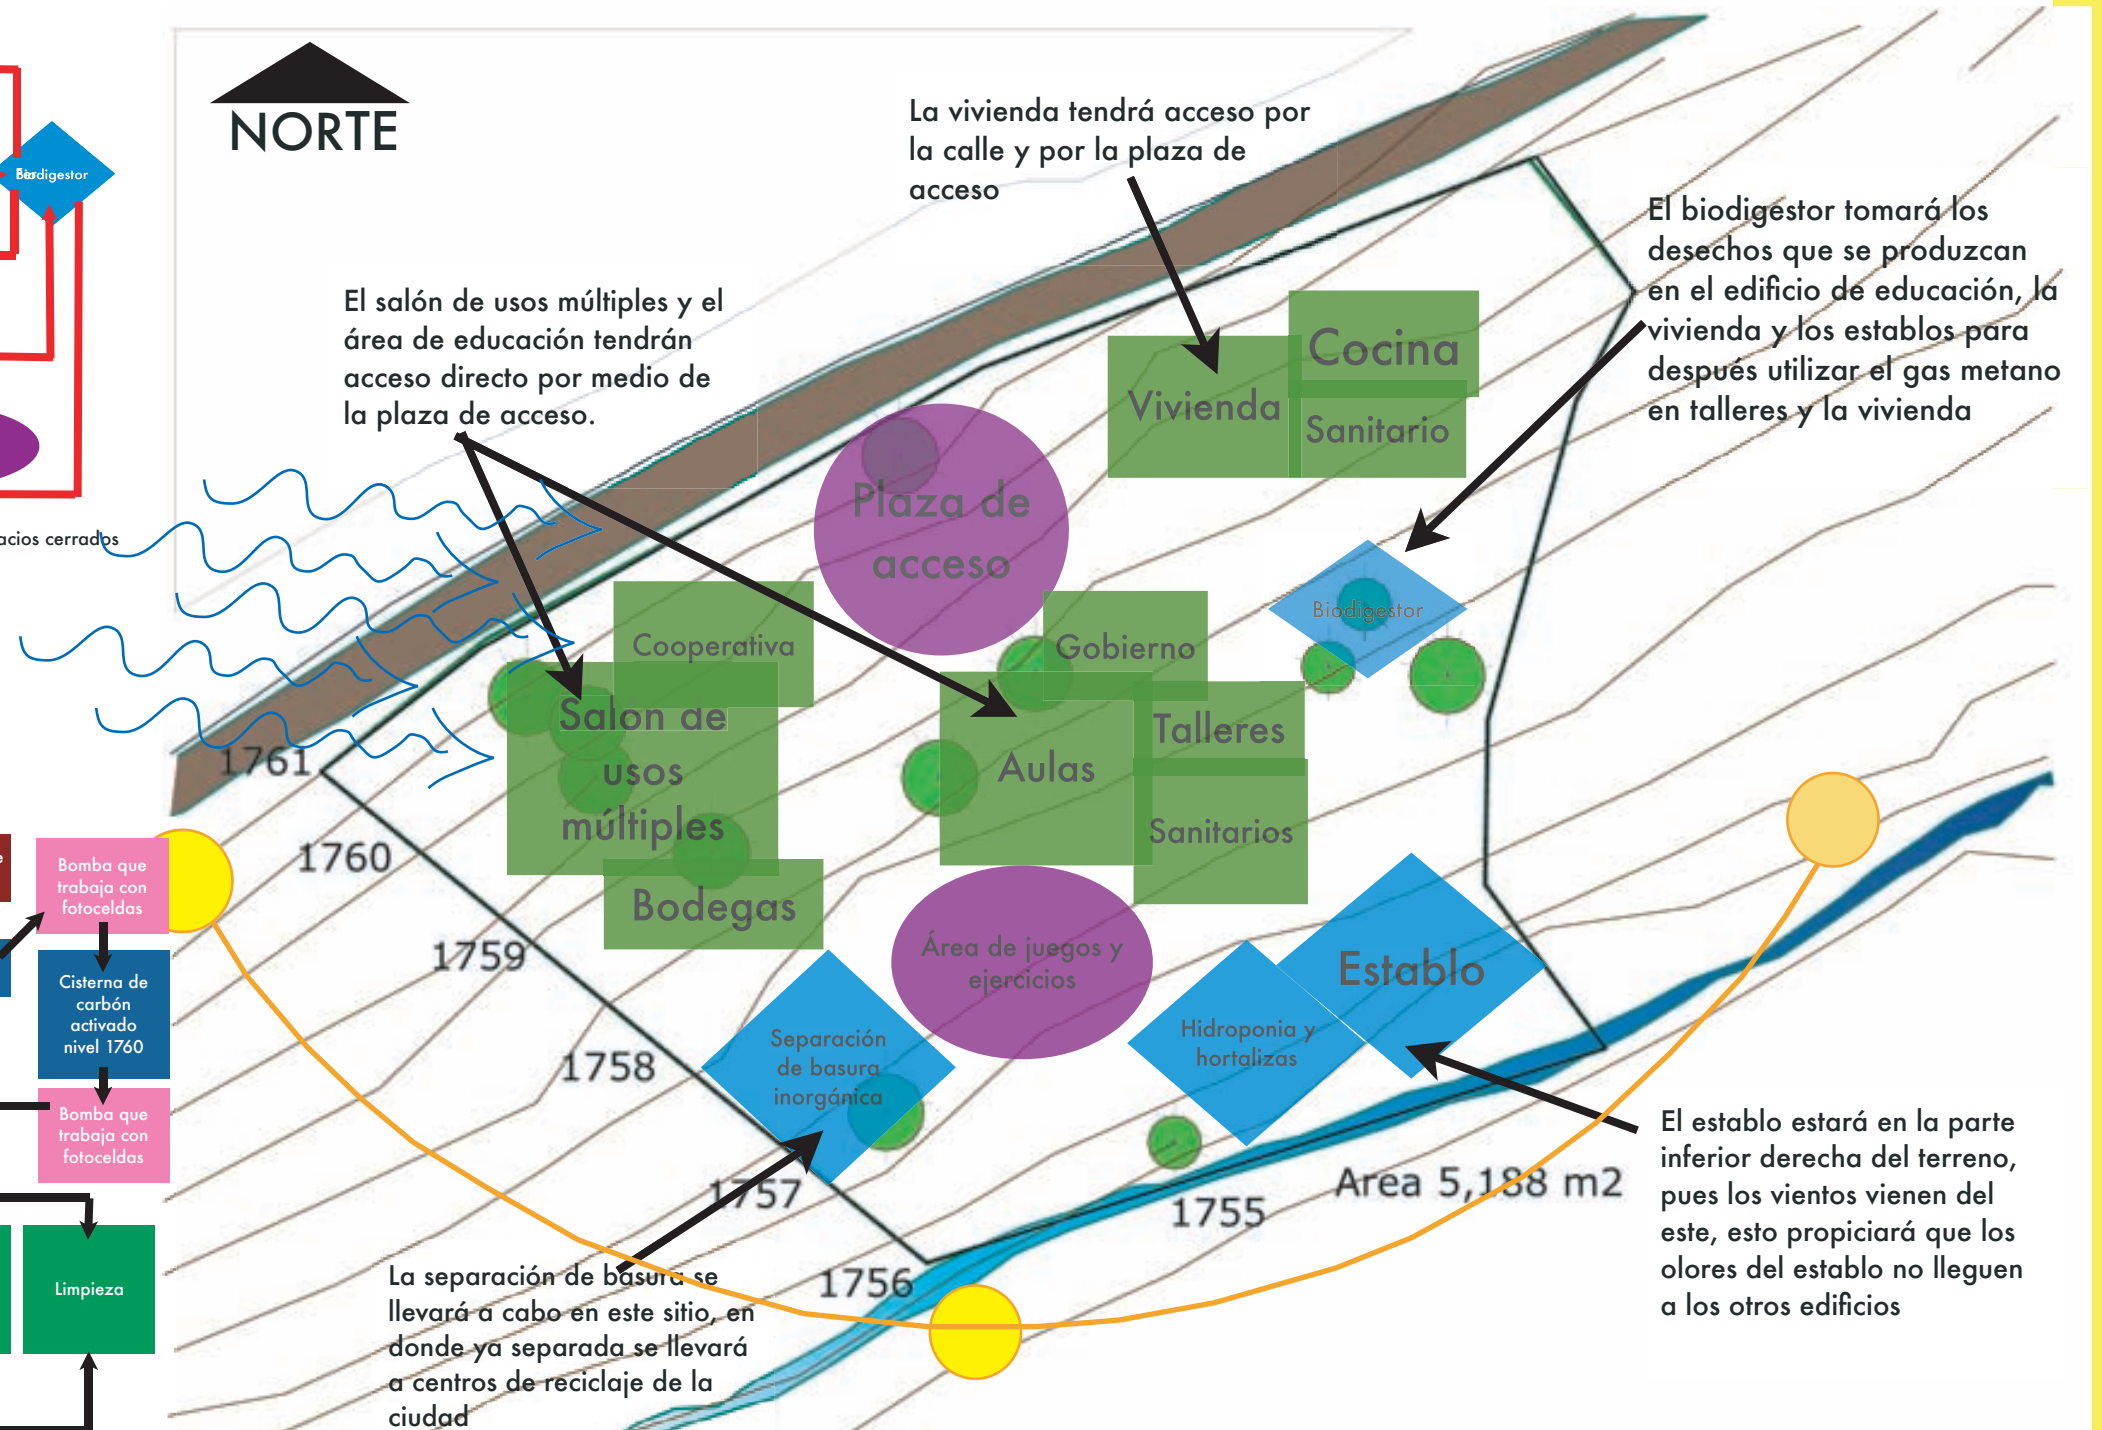 NORTE
Biodigestor
La vivienda tendrá acceso por
la calle y por la plaza de
acceso
El biodigestor tomará los
desechos que se produzcan
en el edificio de educación, la
vivienda y los establos para
después utilizar el gas metano
en talleres y la vivienda
El salón de usos múltiples y el
área de educación tendrán
acceso directo por medio de
la plaza de acceso.
Cocina
Vivienda
Sanitario
Plaza de
acceso
acios cerrados
Biodigestor
Cooperativa
Gobierno
Salon de
usos
múltiples
Talleres
Aulas
Sanitarios
Bodegas
1761
1760
1759
1758
1757
1756
1755
Area 5,188 m2
Bomba que
trabaja con
fotoceldas
Cisterna de
carbón
activado
nivel 1760
Bomba que
trabaja con
fotoceldas
Limpieza
Área de juegos y
ejercicios
Establo
Hidroponia y
hortalizas
Separación
de basura
inorgánica
El establo estará en la parte
inferior derecha del terreno,
pues los vientos vienen del
este, esto propiciará que los
olores del establo no lleguen
a los otros edificios
La separación de basura se
llevará a cabo en este sitio, en
donde ya separada se llevará
a centros de reciclaje de la
ciudad